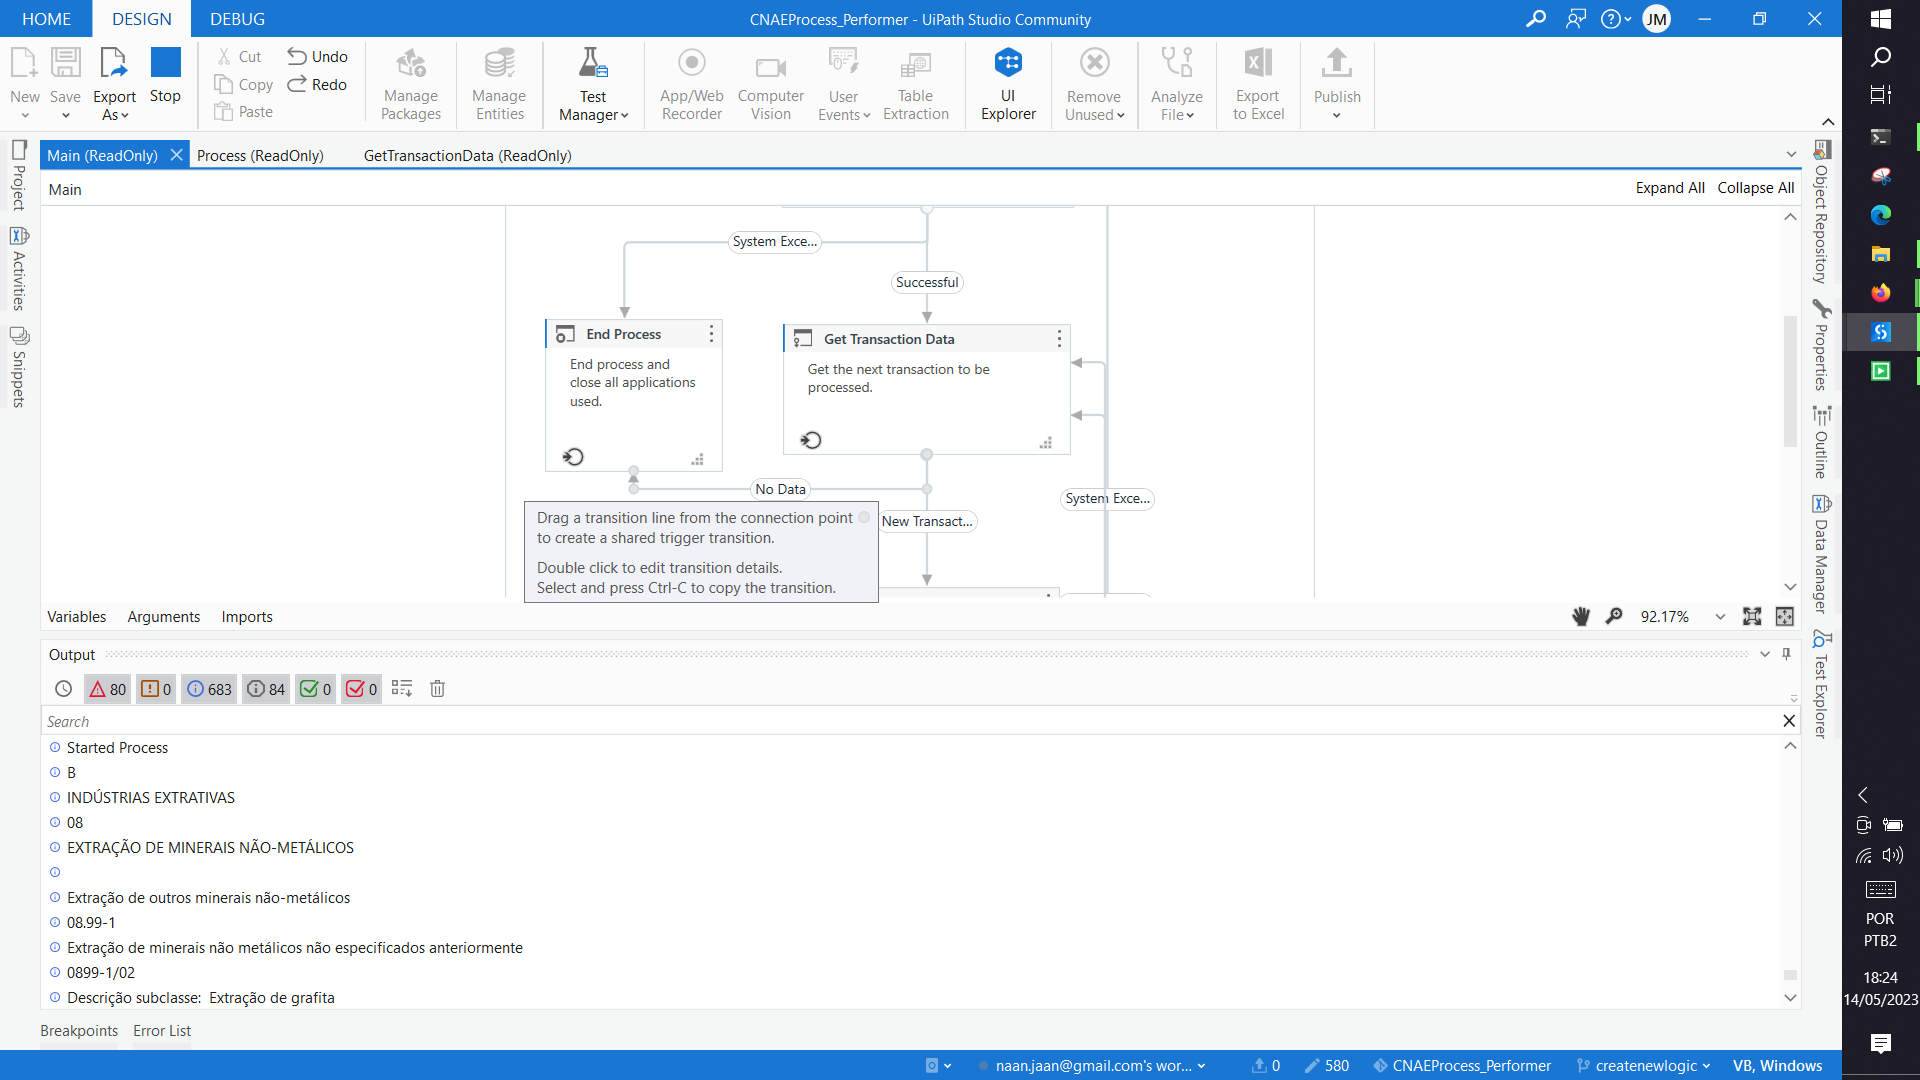 HOME DESIGN DEBUG
CNAEProcess_Performer - UiPath Studio Community
JM
New
Save
Export
As
Stop
Cut
Copy
Paste
Undo
Redo
Manage
Packages
Manage
Entities
Test
Manager
App/Web
Recorder
Computer
Vision
User
Events
Table
Extraction
UI
Explorer
Remove
Unused
Analyze
File
Export
to Excel
Publish
Main (ReadOnly)
Process (ReadOnly)
GetTransactionData (ReadOnly)
Project
Activities
Snippets
Main
Expand All Collapse All
System Exce...
Successful
End Process
End process and
close all applications
used.
Get Transaction Data
Get the next transaction to be
processed.
No Data
System Exce...
New Transact...
Drag a transition line from the connection point
to create a shared trigger transition.
Double click to edit transition details.
Select and press Ctrl-C to copy the transition.
Object Repository
Properties
Outline
Data Manager
Test Explorer
Variables Arguments Imports
92.17%
Output
80
0
683
84
0
0
Search
Started Process
B
INDÚSTRIAS EXTRATIVAS
08
EXTRAÇÃO DE MINERAIS NÃO-METÁLICOS
Extração de outros minerais não-metálicos
08.99-1
Extração de minerais não metálicos não especificados anteriormente
0899-1/02
Descrição subclasse: Extração de grafita
Breakpoints Error List
naan.jaan@gmail.com's wor...
0
580
CNAEProcess_Performer
createnewlogic
VB, Windows
POR
PTB2
18:24
14/05/2023